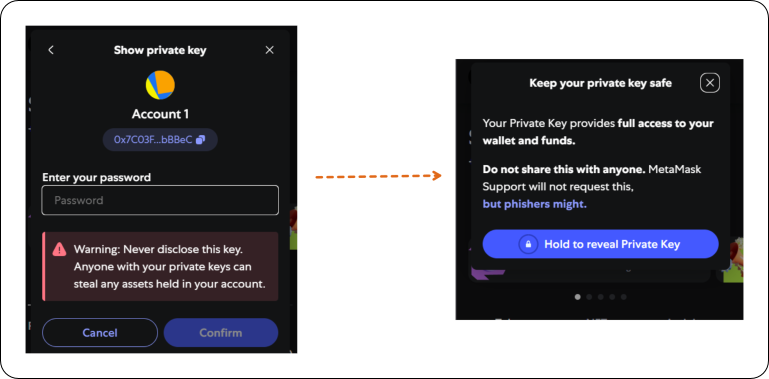 Show private key
Account 1
0x7C03F...bBBeC
Enter your password
Password
Warning: Never disclose this key.
Anyone with your private keys can
steal any assets held in your account.
Cancel
Confirm
Keep your private key safe
Your Private Key provides full access to your
wallet and funds.
Do not share this with anyone. MetaMask
Support will not request this,
but phishers might.
Hold to reveal Private Key